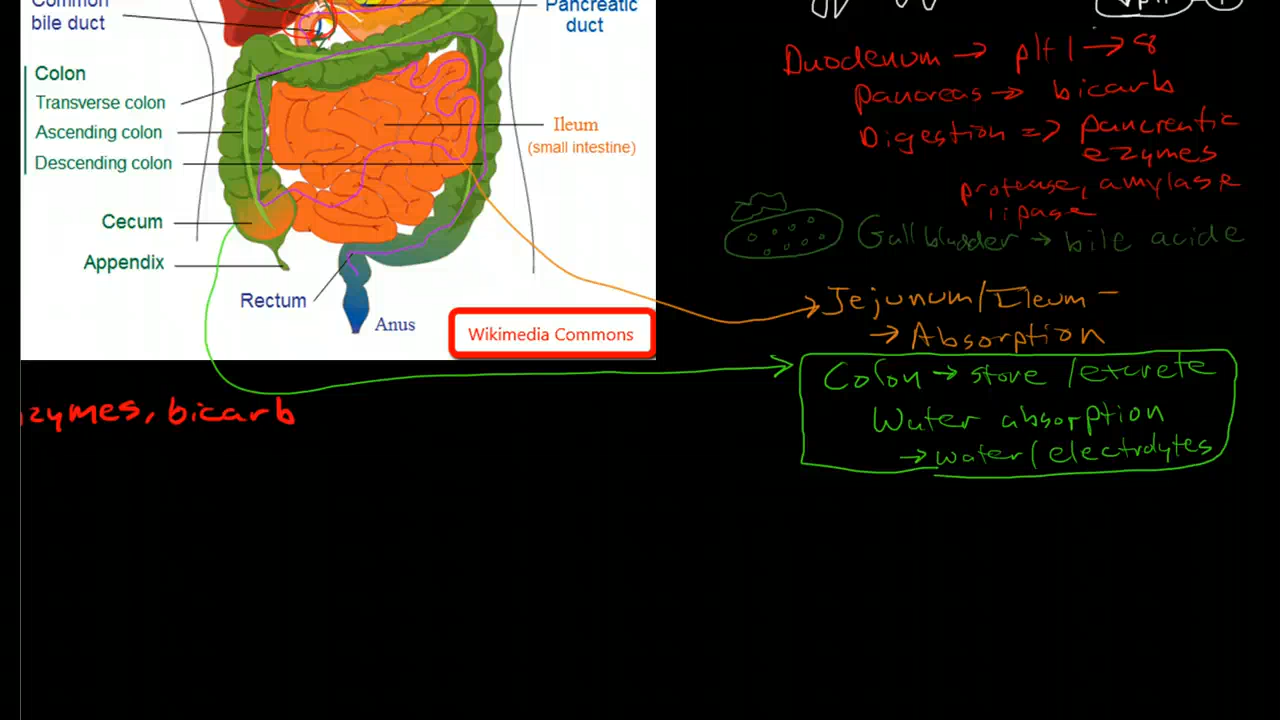 Common
bile duct
Pancreatic
duct
Colon
Transverse colon
Ascending colon
Descending colon
Cecum
Appendix
Rectum
Anus
Ileum
(small intestine)
Wikimedia Commons
zymes, bicarb
Duodenum → pH 1 → 8
Pancreas → bicarb
Digestion => pancreatic
ezymes
protease, amylase
lipase
Gallbladder → bile acide
Jejunum/Ileum -
→ Absorption
Colon → store/excrete
Water absorption
→ water/electrolytes